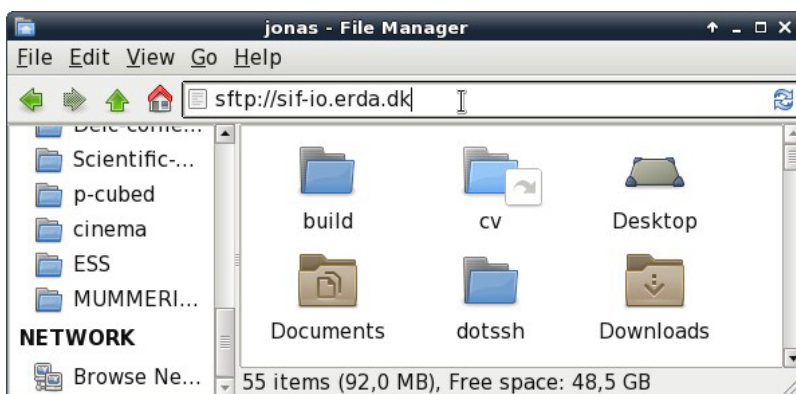 jonas - File Manager
File Edit View Go Help
sftp://sif-io.erda.dk
Scientific-...
p-cubed
cinema
ESS
MUMMERI...
NETWORK
Browse Ne...
build cv Desktop
Documents dotssh Downloads
55 items (92,0 MB), Free space: 48,5 GB